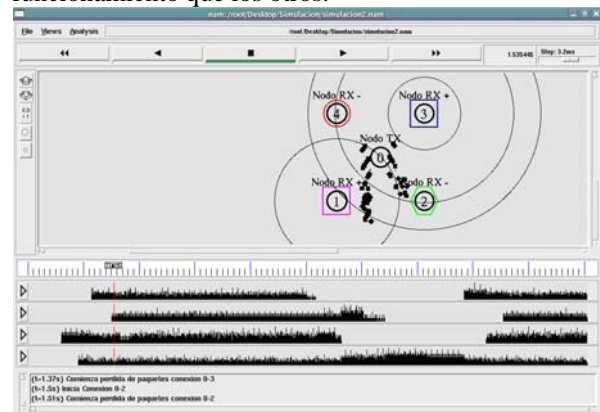 funcionamiento que los otros.
nam: /root/Desktop/Simulacion/simulacion2.nam
File Views Analysis /root/Desktop/Simulacion/simulacion2.nam
1.535445 Step: 3.2ms
Nodo RX - Nodo RX +
4 3
Nodo TX
0
Nodo RX + Nodo RX -
1 2
TIME
(t=1.37s) Comienza perdida de paquetes conexion 0-3
(t=1.5s) Inicia Conexion 0-2
(t=1.51s) Comienza perdida de paquetes conexion 0-2